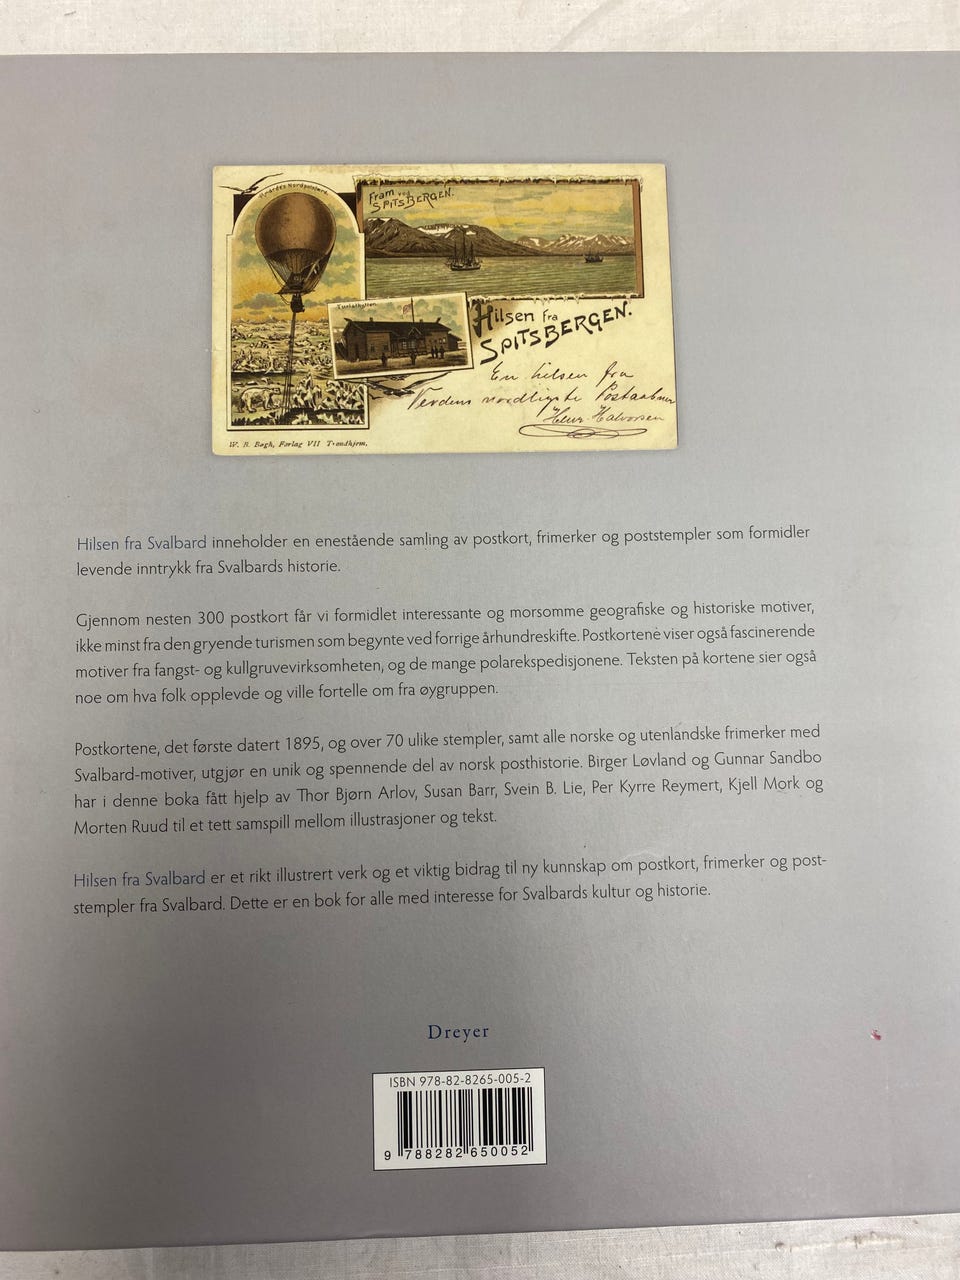 Andrées Nordpolsfærd.
Fram ved
SPITSBERGEN.
Turisthytten.
Hilsen fra
SPITSBERGEN.
En hilsen fra
Verdens nordligste Postaabneri
Halvorsen
W. B. Bøgh, Forlag VII Trondhjem.
Hilsen fra Svalbard inneholder en enestående samling av postkort, frimerker og poststempler som formidler
levende inntrykk fra Svalbards historie.
Gjennom nesten 300 postkort får vi formidlet interessante og morsomme geografiske og historiske motiver,
ikke minst fra den gryende turismen som begynte ved forrige århundreskifte. Postkortene viser også fascinerende
motiver fra fangst- og kullgruvevirksomheten, og de mange polarekspedisjonene. Teksten på kortene sier også
noe om hva folk opplevde og ville fortelle om fra øygruppen.
Postkortene, det første datert 1895, og over 70 ulike stempler, samt alle norske og utenlandske frimerker med
Svalbard-motiver, utgjør en unik og spennende del av norsk posthistorie. Birger Løvland og Gunnar Sandbo
har i denne boka fått hjelp av Thor Bjørn Arlov, Susan Barr, Svein B. Lie, Per Kyrre Reymert, Kjell Mork og
Morten Ruud til et tett samspill mellom illustrasjoner og tekst.
Hilsen fra Svalbard er et rikt illustrert verk og et viktig bidrag til ny kunnskap om postkort, frimerker og post-
stempler fra Svalbard. Dette er en bok for alle med interesse for Svalbards kultur og historie.
Dreyer
ISBN 978-82-8265-005-2
9 788282 650052